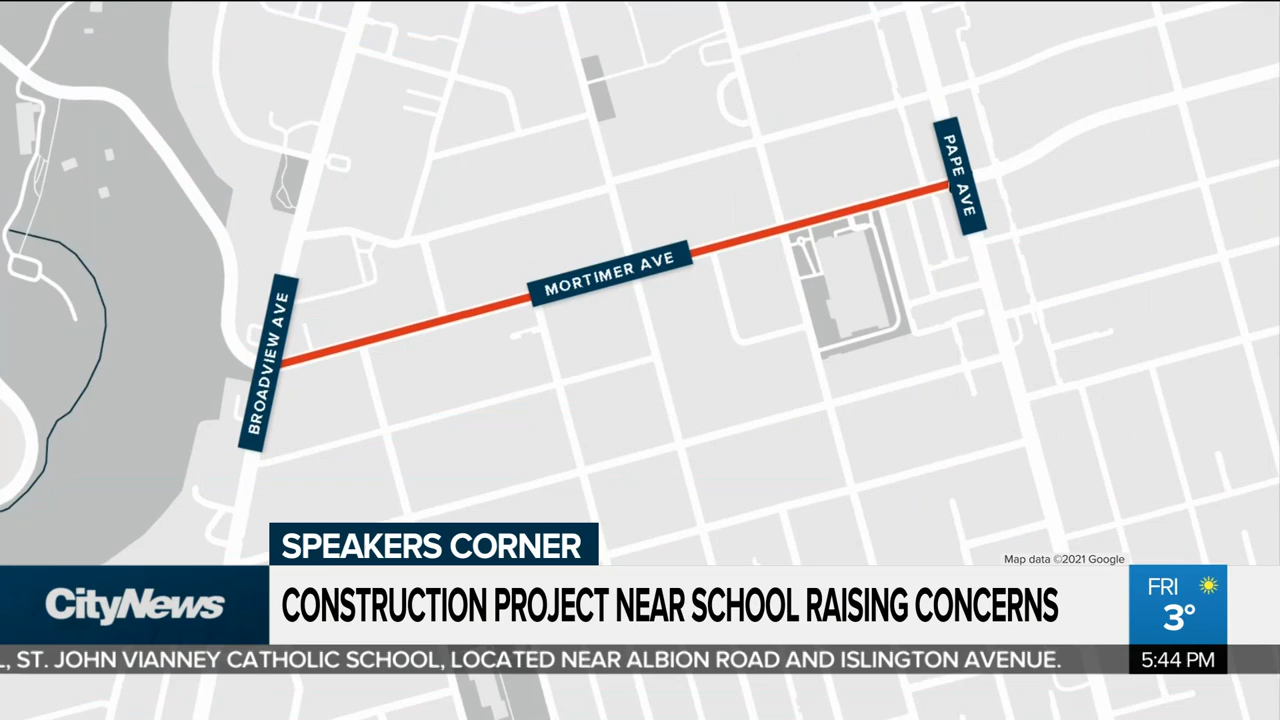 PAPE AVE
MORTIMER AVE
BROADVIEW AVE
SPEAKERS CORNER
Map data ©2021 Google
CityNews
CONSTRUCTION PROJECT NEAR SCHOOL RAISING CONCERNS
FRI
3°
, ST. JOHN VIANNEY CATHOLIC SCHOOL, LOCATED NEAR ALBION ROAD AND ISLINGTON AVENUE.
5:44 PM